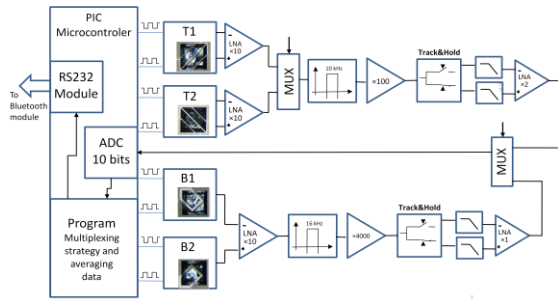 PIC
Microcontroler
RS232
Module
To
Bluetooth
module
ADC
10 bits
Program
Multiplexing
strategy and
averaging
data
T1
T2
B1
B2
LNA
×10
LNA
×10
MUX
10 kHz
×100
Track&Hold
LNA
×2
MUX
LNA
×10
16 kHz
×4000
Track&Hold
LNA
×1